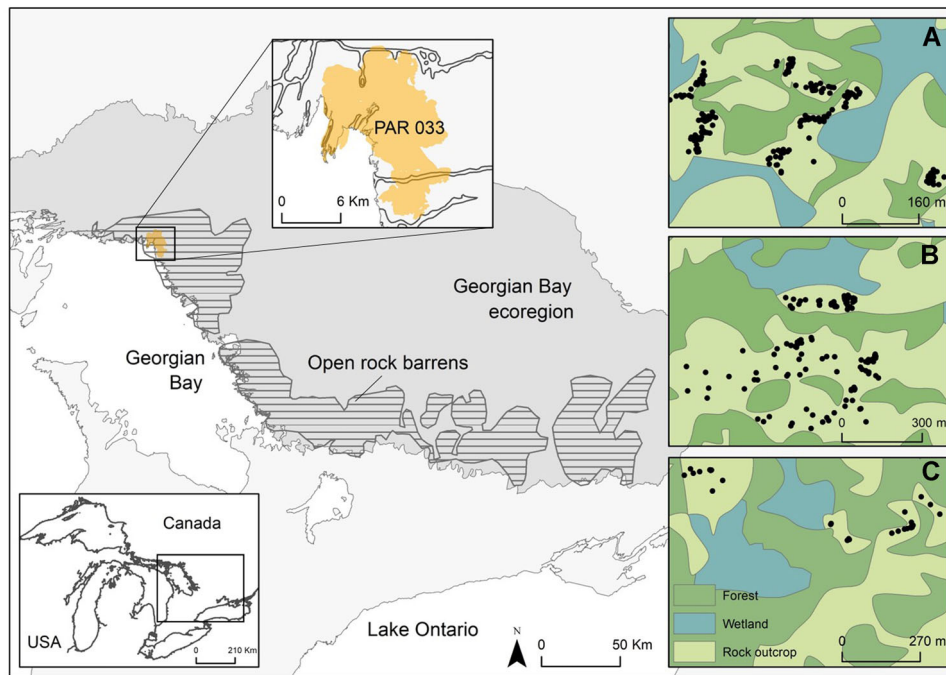 PAR 033
0 6 Km
Georgian Bay
ecoregion
Georgian
Bay
Open rock barrens
Canada
USA
0 210 Km
Lake Ontario
N
0 50 Km
A
0 160 m
B
0 300 m
C
Forest
Wetland
Rock outcrop
0 270 m